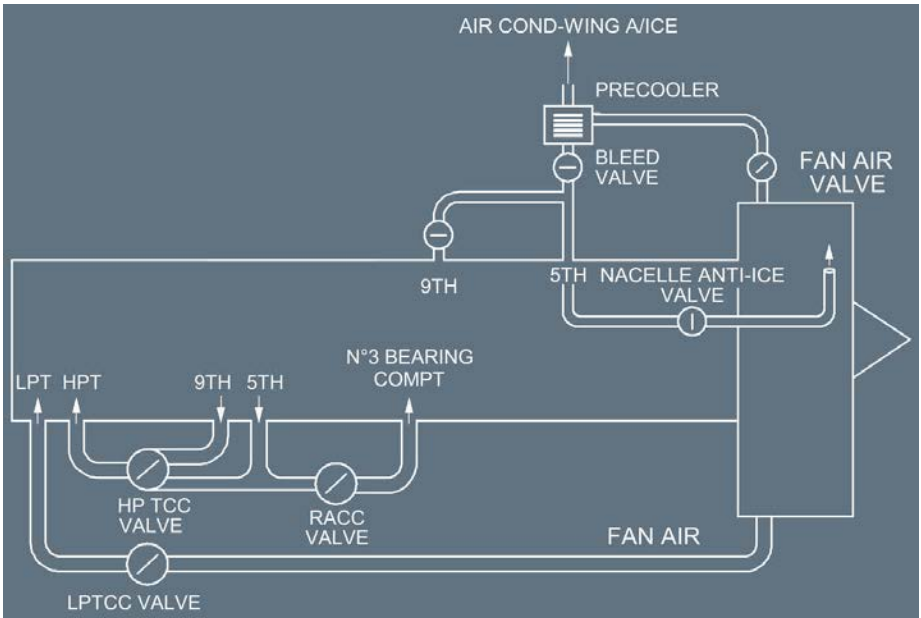 AIR COND-WING A/ICE
PRECOOLER
BLEED
VALVE
FAN AIR
VALVE
9TH
5TH
NACELLE ANTI-ICE
VALVE
N°3 BEARING
COMPT
LPT
HPT
9TH
5TH
HP TCC
VALVE
RACC
VALVE
FAN AIR
LPTCC VALVE